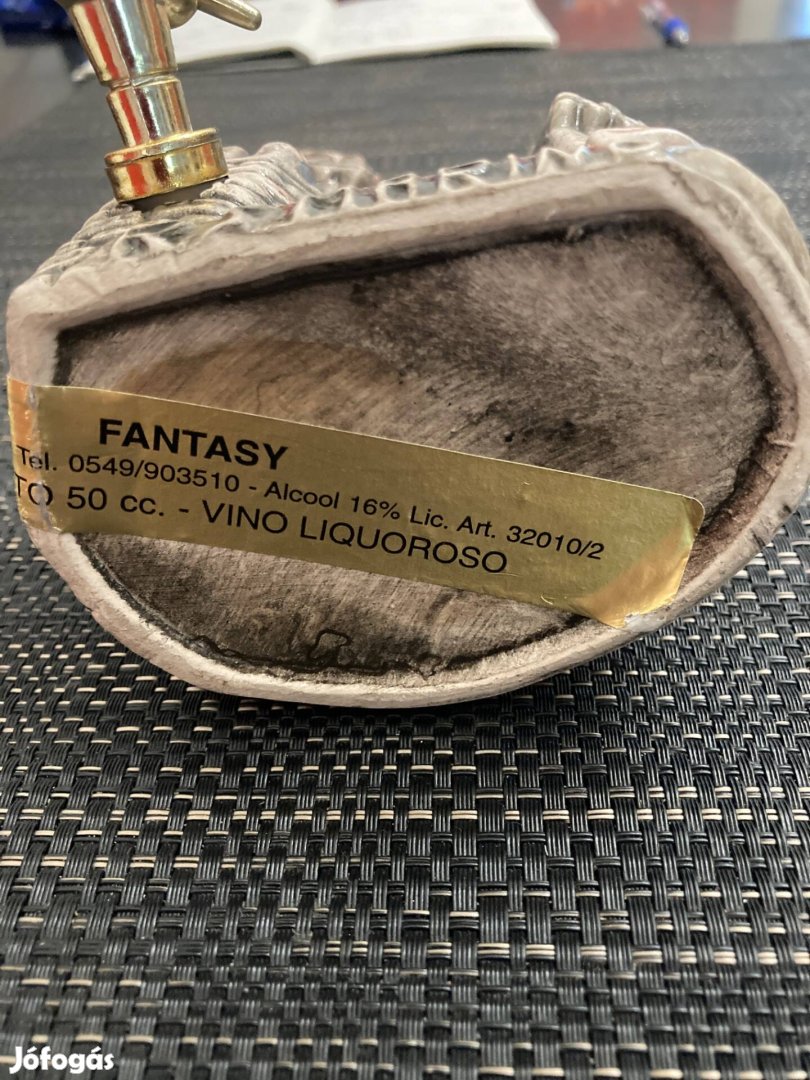 FANTASY
Tel. 0549/903510 - Alcool 16% Lic. Art. 32010/2
TO 50 cc. - VINO LIQUOROSO
Jófogás